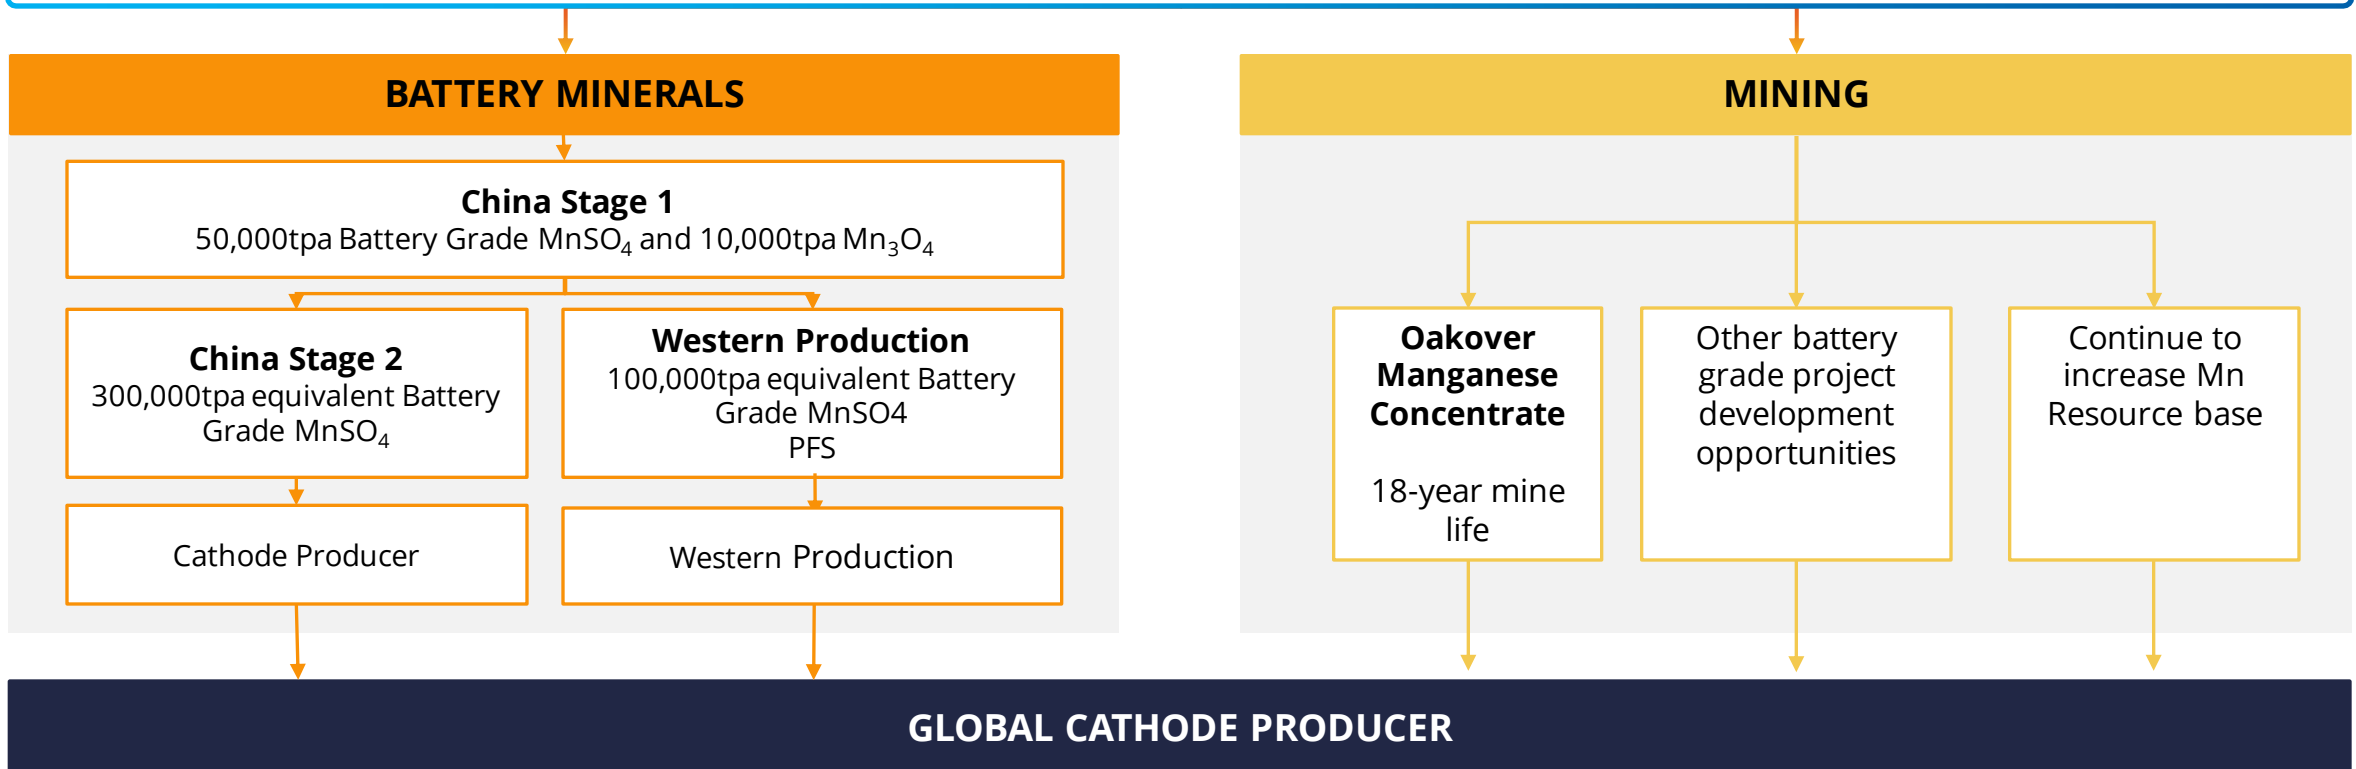 BATTERY MINERALS
China Stage 1
50,000tpa Battery Grade MnSO₄ and 10,000tpa Mn₃O₄
China Stage 2
300,000tpa equivalent Battery
Grade MnSO₄
Western Production
100,000tpa equivalent Battery
Grade MnSO4
PFS
Cathode Producer
Western Production
MINING
Oakover
Manganese
Concentrate
18-year mine
life
Other battery
grade project
development
opportunities
Continue to
increase Mn
Resource base
GLOBAL CATHODE PRODUCER